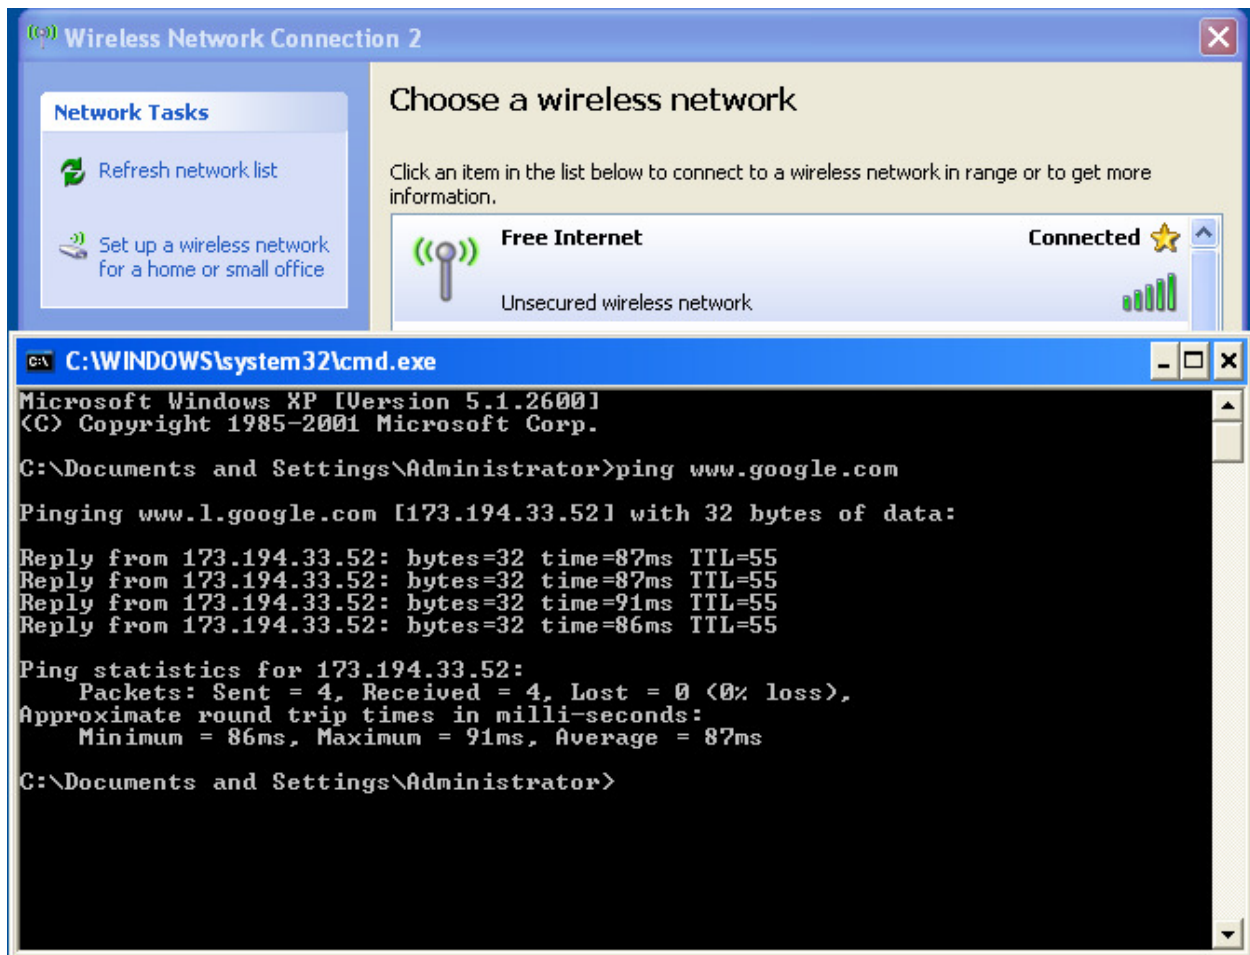 Wireless Network Connection 2
Network Tasks
Refresh network list
Set up a wireless network
for a home or small office
Choose a wireless network
Click an item in the list below to connect to a wireless network in range or to get more
information.
Free Internet
Connected
Unsecured wireless network
C:\WINDOWS\system32\cmd.exe
Microsoft Windows XP [Version 5.1.2600]
(C) Copyright 1985-2001 Microsoft Corp.
C:\Documents and Settings\Administrator>ping www.google.com
Pinging www.l.google.com [173.194.33.52] with 32 bytes of data:
Reply from 173.194.33.52: bytes=32 time=87ms TTL=55
Reply from 173.194.33.52: bytes=32 time=87ms TTL=55
Reply from 173.194.33.52: bytes=32 time=91ms TTL=55
Reply from 173.194.33.52: bytes=32 time=86ms TTL=55
Ping statistics for 173.194.33.52:
Packets: Sent = 4, Received = 4, Lost = 0 (0% loss),
Approximate round trip times in milli-seconds:
Minimum = 86ms, Maximum = 91ms, Average = 87ms
C:\Documents and Settings\Administrator>